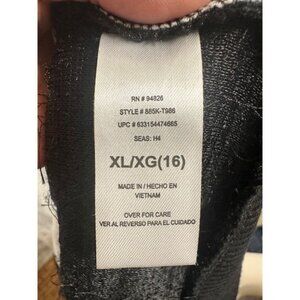 RN # 94826
STYLE # 885K-T986
UPC # 633154474665
SEAS: H4
XL/XG(16)
MADE IN / HECHO EN
VIETNAM
OVER FOR CARE
VER AL REVERSO PARA EL CUIDADO